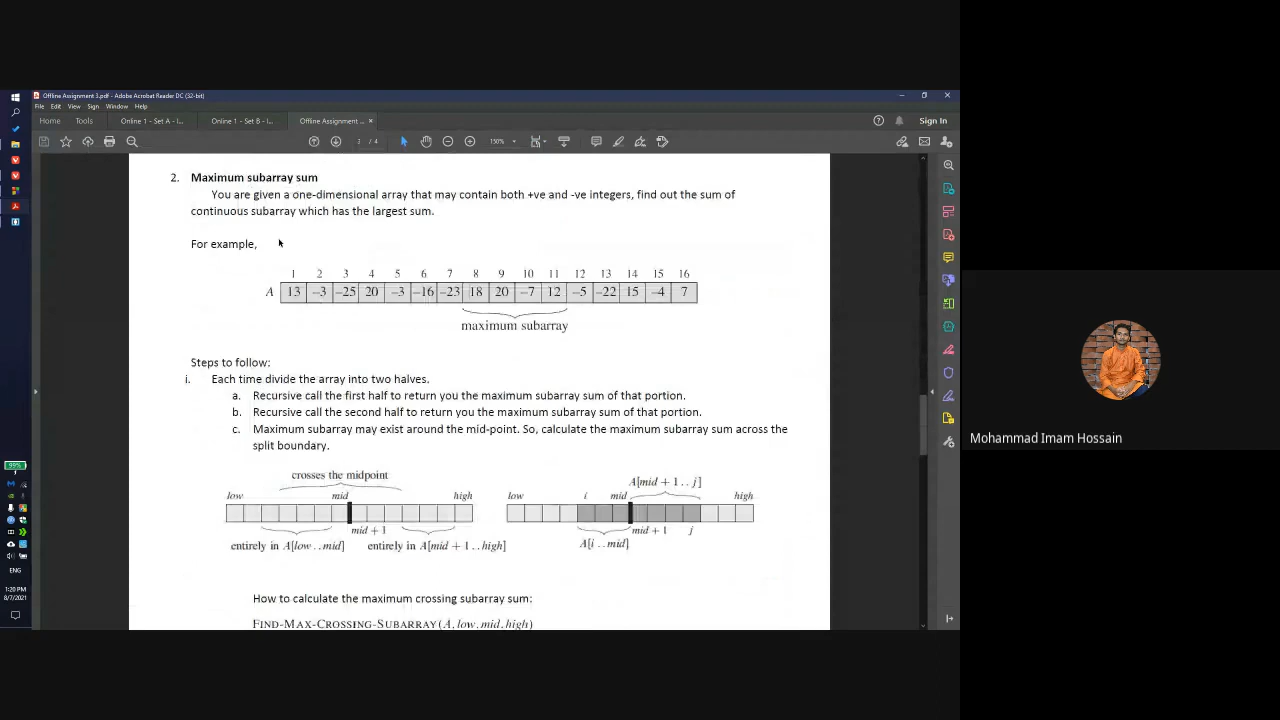 Offline Assignment 3.pdf - Adobe Acrobat Reader DC (32-bit)
File Edit View Sign Window Help
Home Tools Online 1 - Set A - I... Online 1 - Set B - I... Offline Assignment ... × Sign In
/ 4 150%
2. Maximum subarray sum
You are given a one-dimensional array that may contain both +ve and -ve integers, find out the sum of
continuous subarray which has the largest sum.
For example,
1 2 3 4 5 6 7 8 9 10 11 12 13 14 15 16
A 13 −3 −25 20 −3 −16 −23 18 20 −7 12 −5 −22 15 −4 7
maximum subarray
Steps to follow:
i. Each time divide the array into two halves.
a. Recursive call the first half to return you the maximum subarray sum of that portion.
b. Recursive call the second half to return you the maximum subarray sum of that portion.
c. Maximum subarray may exist around the mid-point. So, calculate the maximum subarray sum across the
split boundary.
crosses the midpoint
low mid high
mid + 1
entirely in A[low . . mid] entirely in A[mid + 1 . . high]
A[mid + 1 . . j]
low i mid high
mid + 1 j
A[i . . mid]
How to calculate the maximum crossing subarray sum:
FIND-MAX-CROSSING-SUBARRAY(A, low, mid, high)
99%
ENG
1:20 PM
8/7/2021
Mohammad Imam Hossain